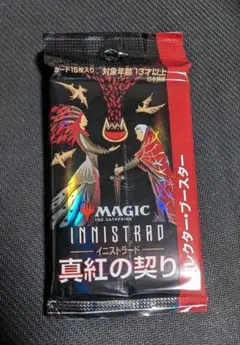 カード15枚入り 対象年齢13才以上
日本語版
MAGIC
THE GATHERING
INNISTRAD
イニストラード
真紅の契り
コレクター・ブースター